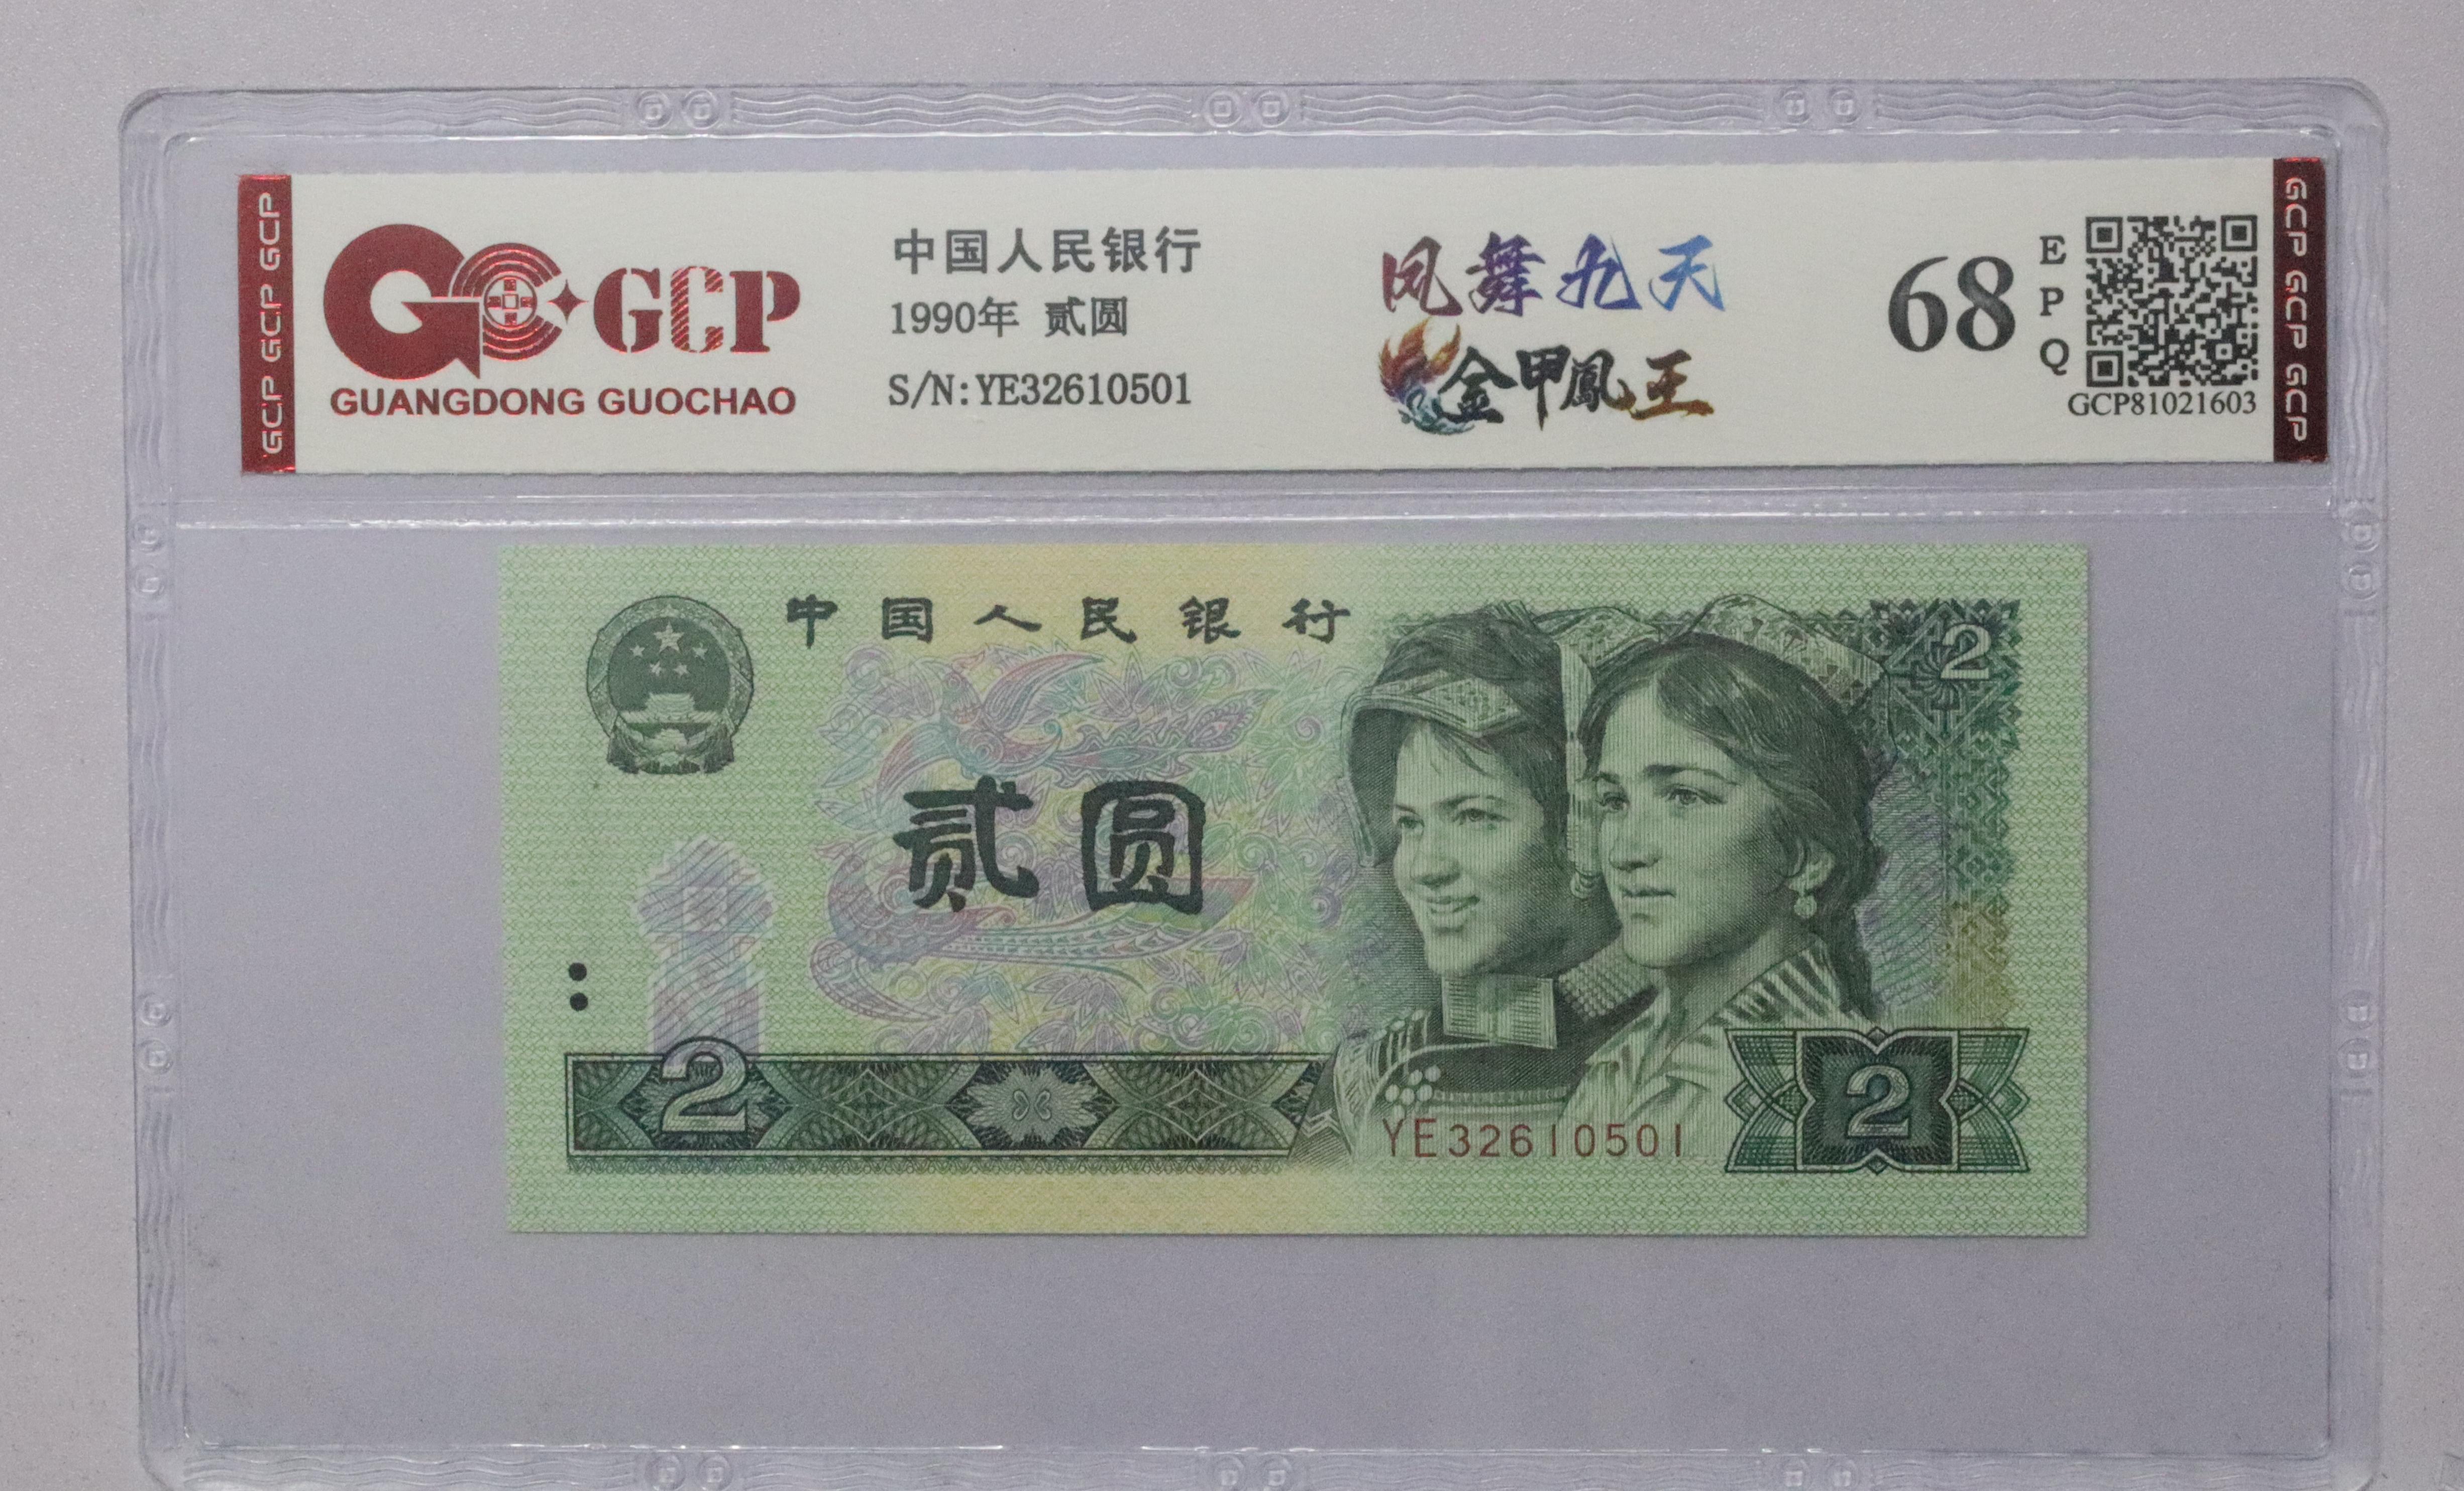 GCP GCP GCP
GCP
GUANGDONG GUOCHAO
中国人民银行
1990年 贰圆
S/N:YE32610501
凤舞九天
金甲鳳王
68
E
P
Q
GCP81021603
GCP GCP GCP
中国人民银行
2
贰圆
2
YE32610501
2